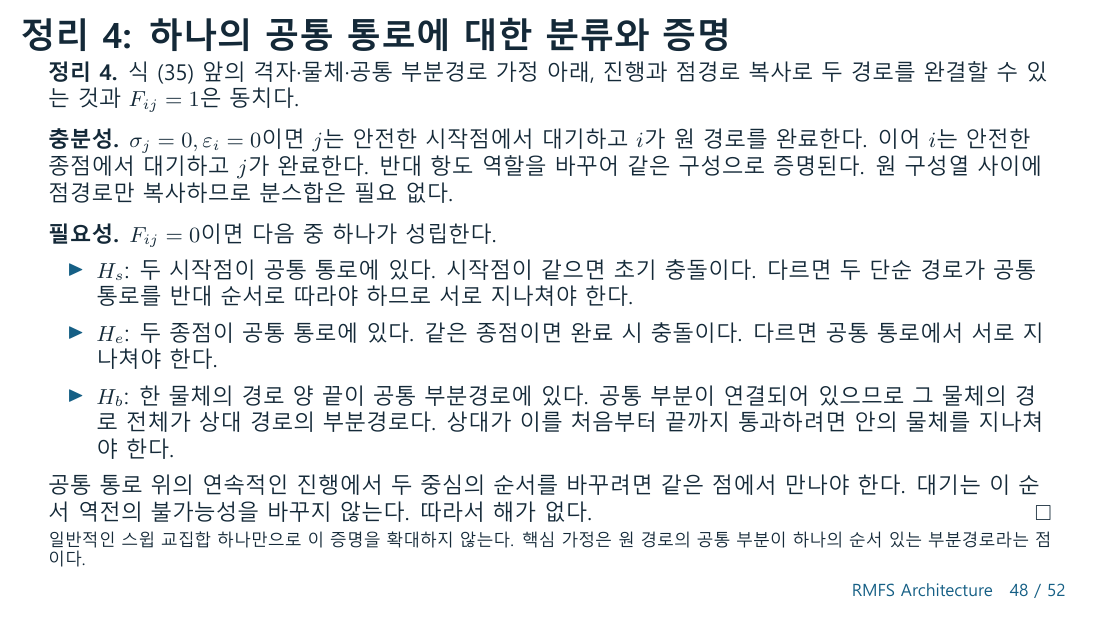 정리 4: 하나의 공통 통로에 대한 분류와 증명
정리 4. 식 (35) 앞의 격자·물체·공통 부분경로 가정 아래, 진행과 점경로 복사로 두 경로를 완결할 수 있
는 것과 F_{ij} = 1은 동치다.
충분성. σ_j = 0, ε_i = 0이면 j는 안전한 시작점에서 대기하고 i가 원 경로를 완료한다. 이어 i는 안전한
종점에서 대기하고 j가 완료한다. 반대 항도 역할을 바꾸어 같은 구성으로 증명된다. 원 구성열 사이에
점경로만 복사하므로 분스합은 필요 없다.
필요성. F_{ij} = 0이면 다음 중 하나가 성립한다.
▶ H_s: 두 시작점이 공통 통로에 있다. 시작점이 같으면 초기 충돌이다. 다르면 두 단순 경로가 공통
통로를 반대 순서로 따라야 하므로 서로 지나쳐야 한다.
▶ H_e: 두 종점이 공통 통로에 있다. 같은 종점이면 완료 시 충돌이다. 다르면 공통 통로에서 서로 지
나쳐야 한다.
▶ H_b: 한 물체의 경로 양 끝이 공통 부분경로에 있다. 공통 부분이 연결되어 있으므로 그 물체의 경
로 전체가 상대 경로의 부분경로다. 상대가 이를 처음부터 끝까지 통과하려면 안의 물체를 지나쳐
야 한다.
공통 통로 위의 연속적인 진행에서 두 중심의 순서를 바꾸려면 같은 점에서 만나야 한다. 대기는 이 순
서 역전의 불가능성을 바꾸지 않는다. 따라서 해가 없다. □
일반적인 스윕 교집합 하나만으로 이 증명을 확대하지 않는다. 핵심 가정은 원 경로의 공통 부분이 하나의 순서 있는 부분경로라는 점
이다.
RMFS Architecture 48 / 52